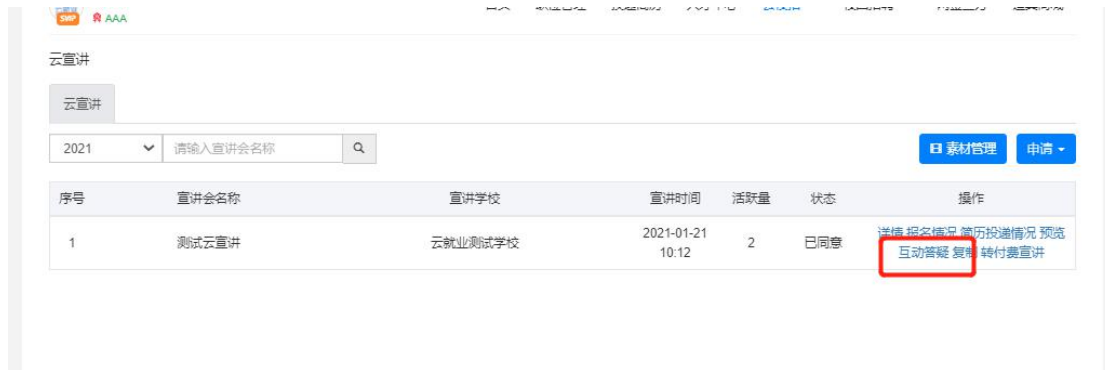 SWP AAA
云宣讲
云宣讲
2021 请输入宣讲会名称 素材管理 申请
序号 宣讲会名称 宣讲学校 宣讲时间 活跃量 状态 操作
1 测试云宣讲 云就业测试学校 2021-01-21 10:12 2 已同意 详情 报名情况 简历投递情况 预览
互动答疑 复制 转付费宣讲